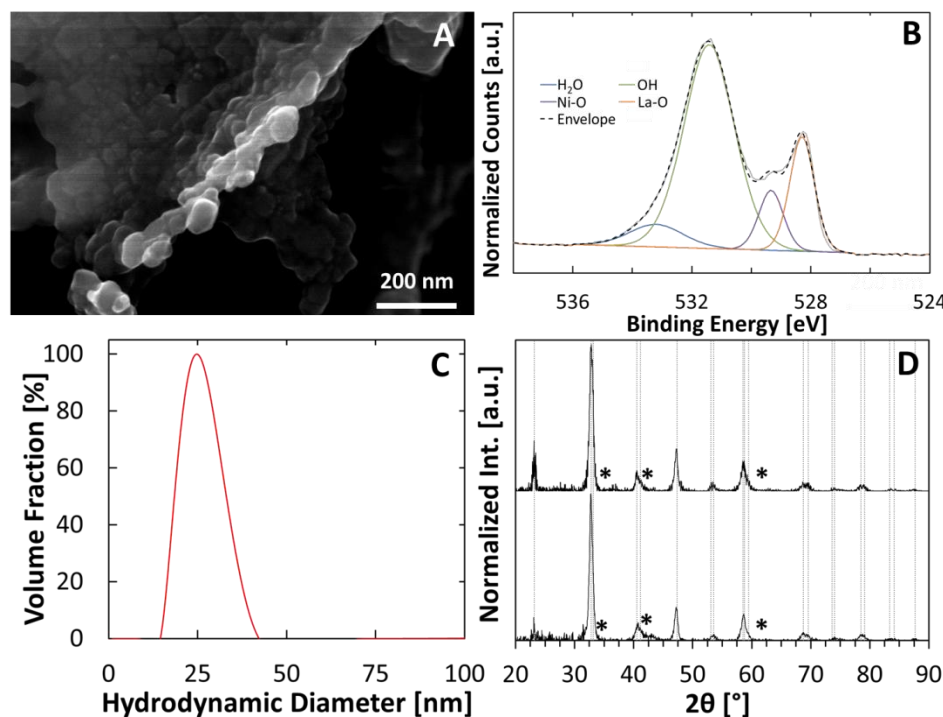 A
200 nm
B
Normalized Counts [a.u.]
H₂O OH
Ni-O La-O
Envelope
536 532 528 524
Binding Energy [eV]
C
Volume Fraction [%]
100
80
60
40
20
0
0 25 50 75 100
Hydrodynamic Diameter [nm]
D
Normalized Int. [a.u.]
* * *
* * *
20 30 40 50 60 70 80 90
2θ [°]